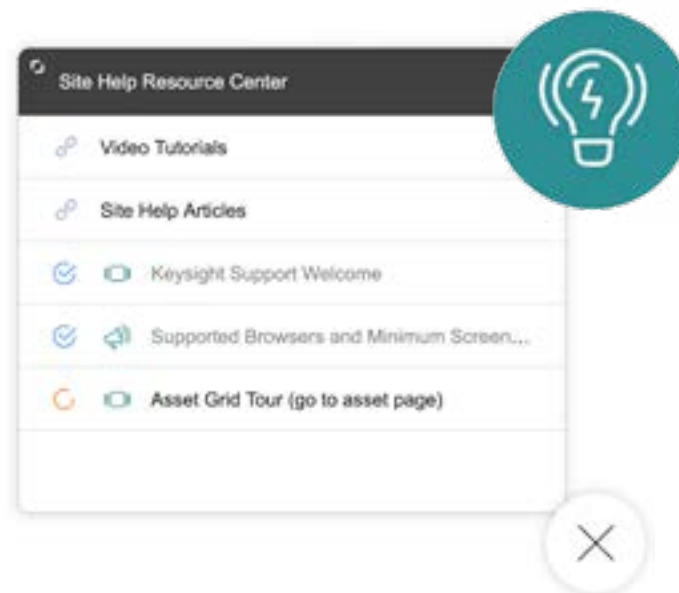 Site Help Resource Center
Video Tutorials
Site Help Articles
Keysight Support Welcome
Supported Browsers and Minimum Screen...
Asset Grid Tour (go to asset page)